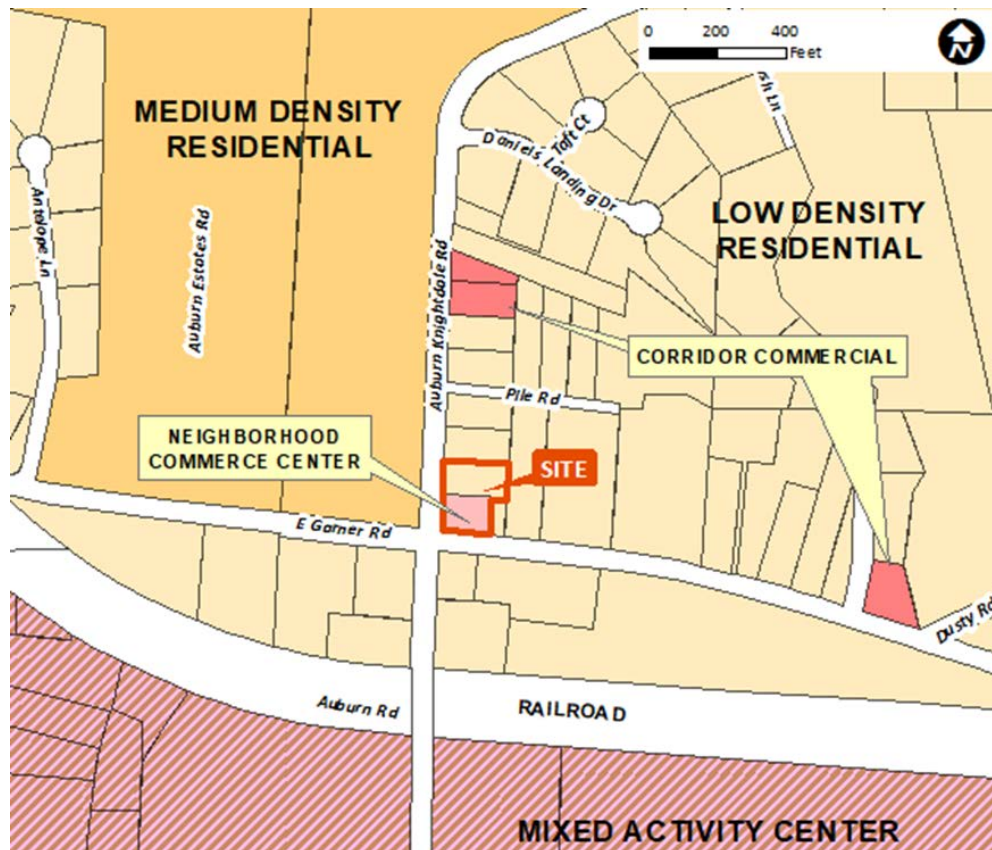 0 200 400
Feet
N
MEDIUM DENSITY
RESIDENTIAL
Taft Ct
Daniels Landing Dr
Antelope Ln
Auburn Estates Rd
Auburn Knightdale Rd
LOW DENSITY
RESIDENTIAL
CORRIDOR COMMERCIAL
Pile Rd
NEIGHBORHOOD
COMMERCE CENTER
SITE
E Garner Rd
Dusty Rd
Auburn Rd
RAILROAD
MIXED ACTIVITY CENTER